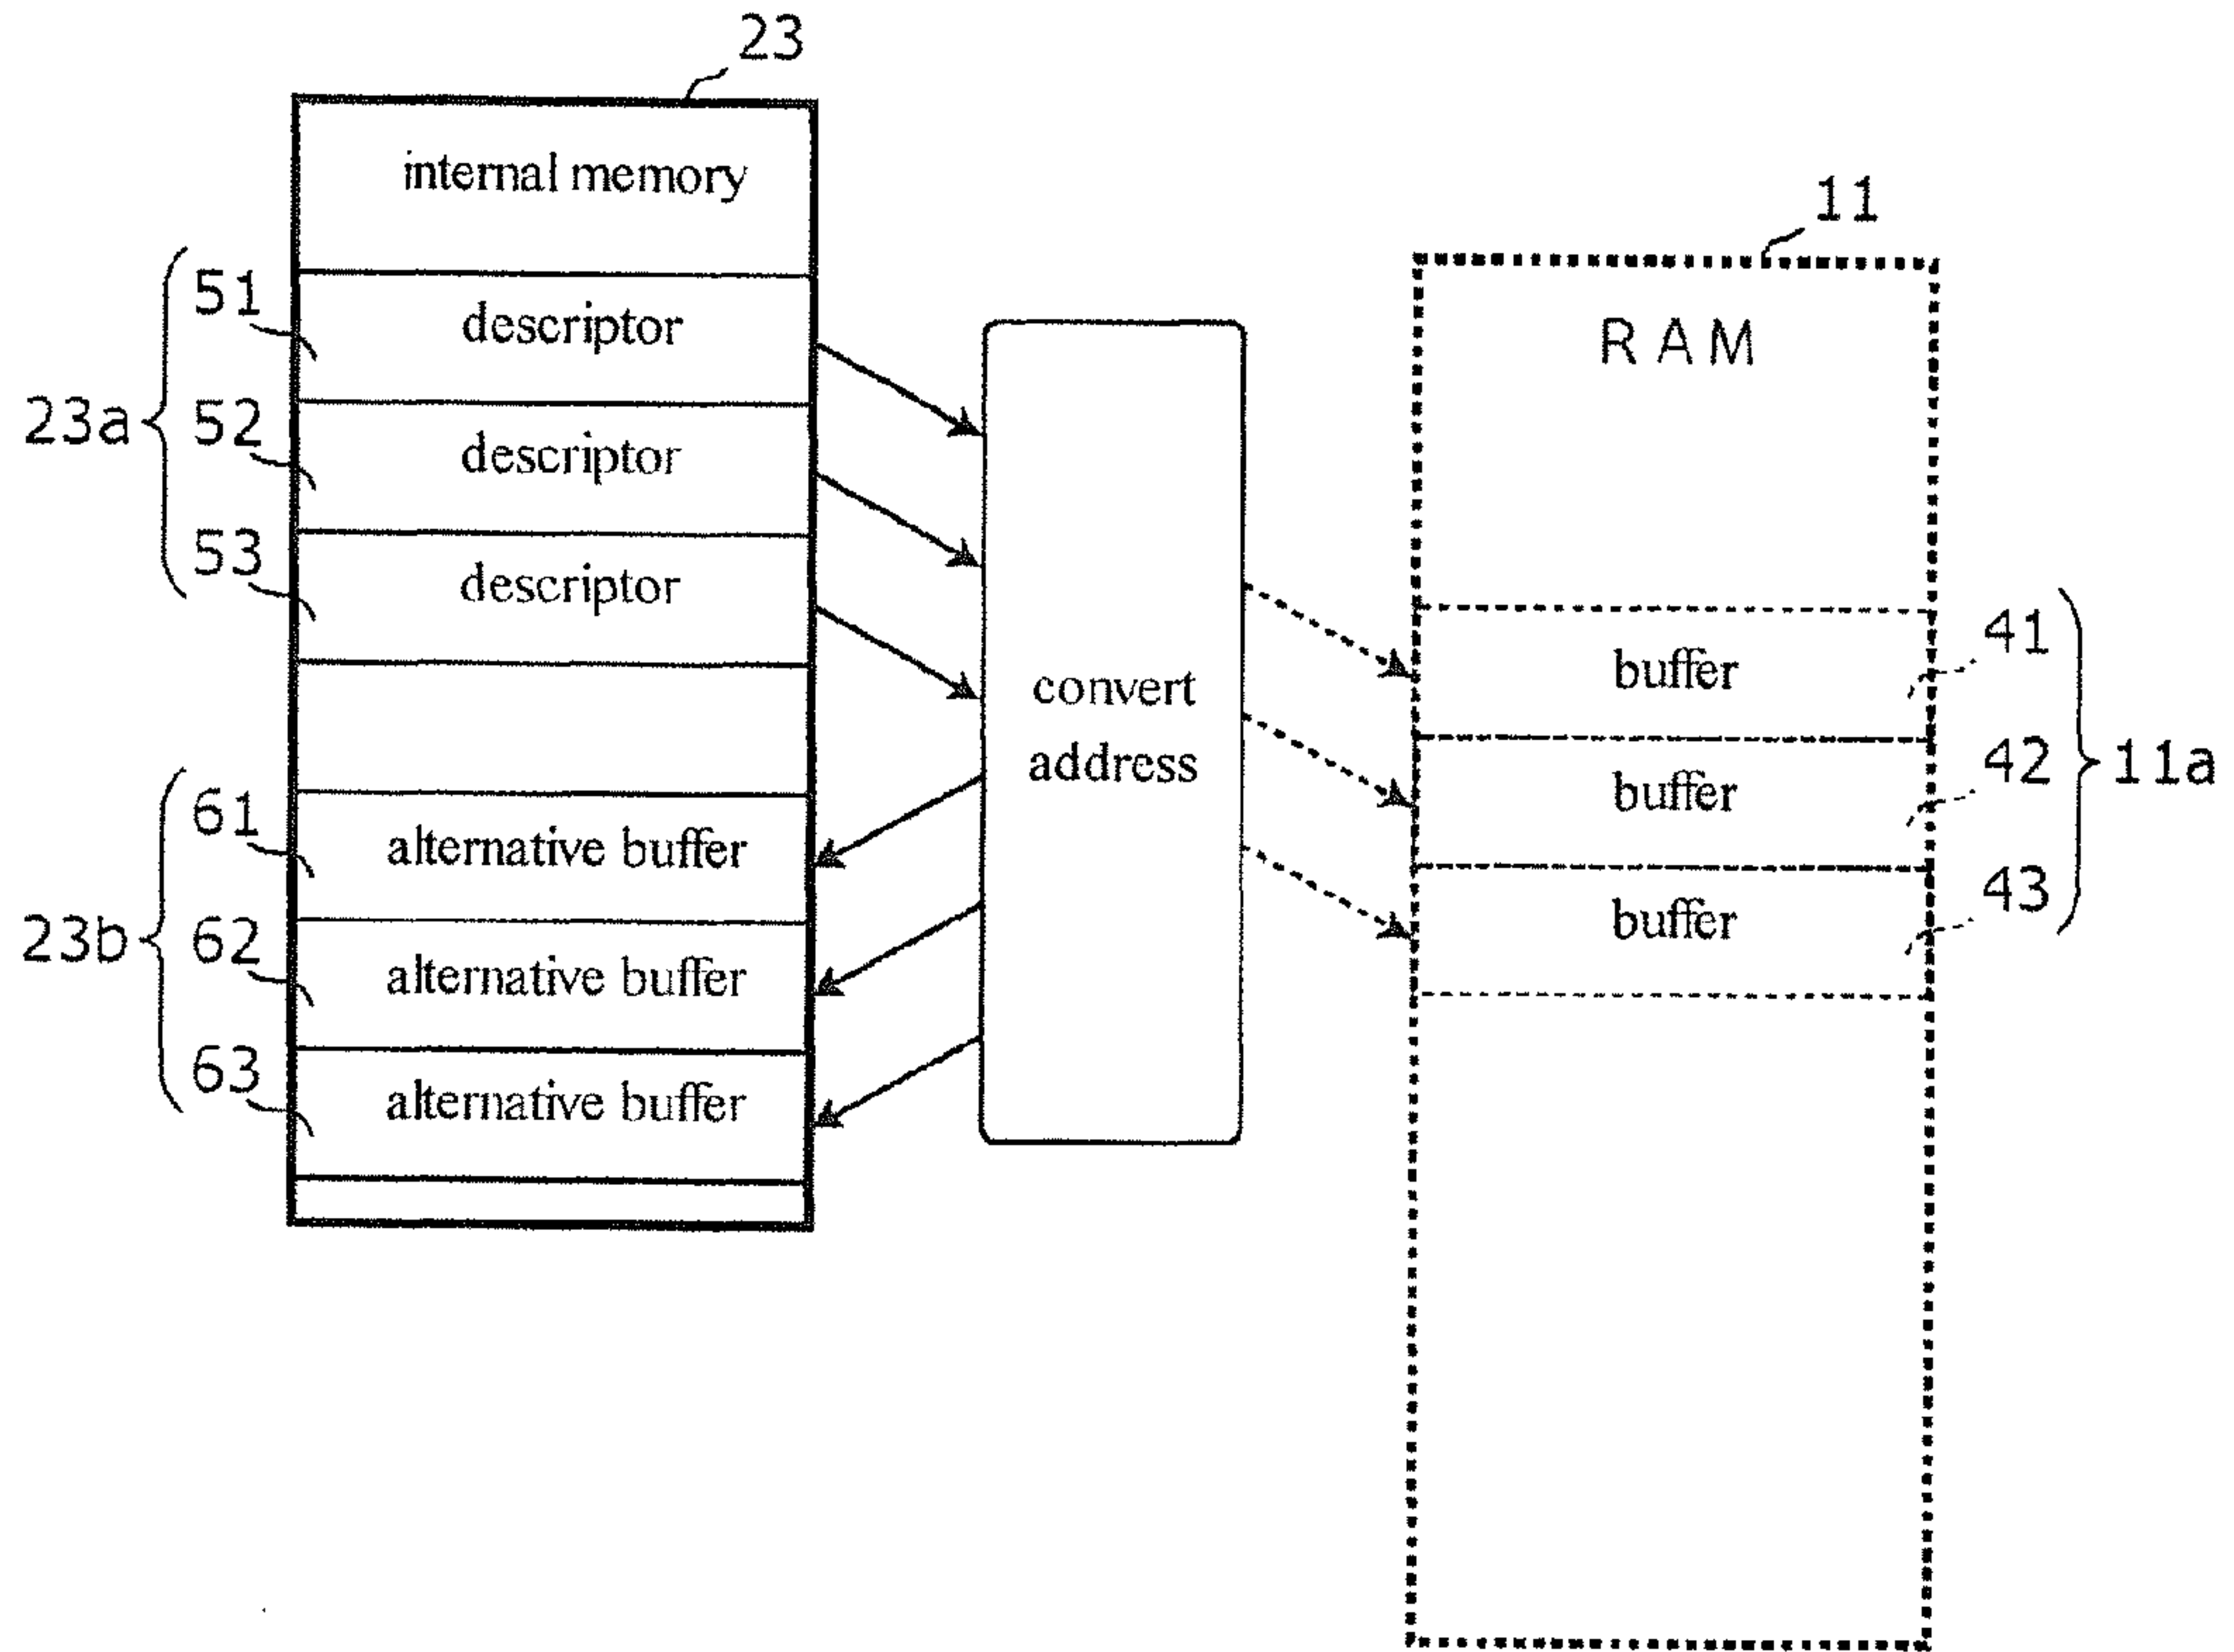 23
internal memory
11
RAM
51
descriptor
23a
52
descriptor
53
descriptor
convert
address
41
buffer
42
buffer
11a
43
buffer
61
alternative buffer
23b
62
alternative buffer
63
alternative buffer